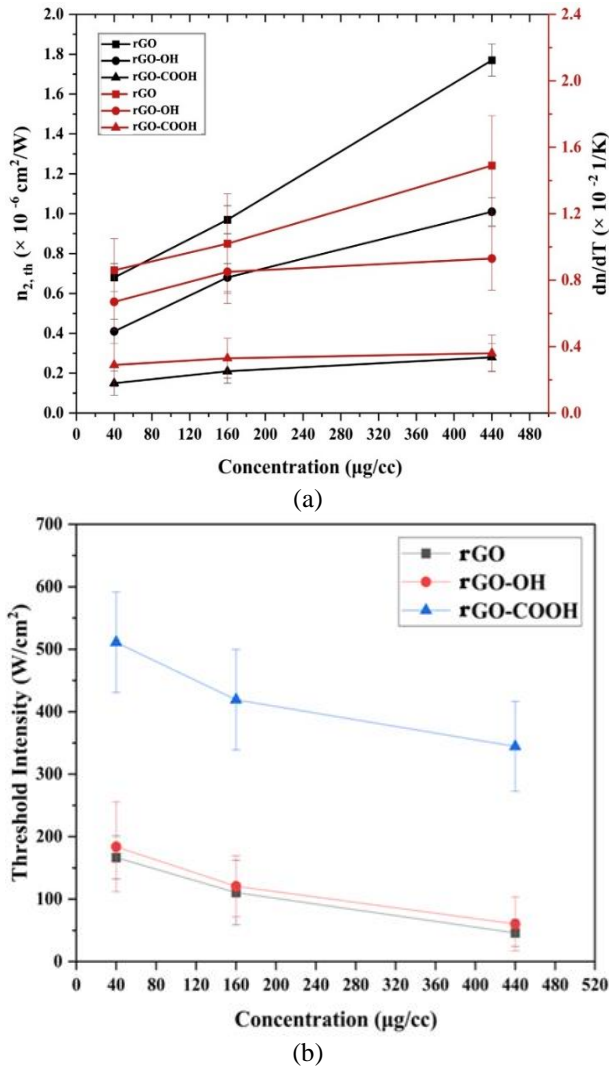 rGO
rGO-OH
rGO-COOH
rGO
rGO-OH
rGO-COOH
2.0
1.8
1.6
1.4
1.2
1.0
0.8
0.6
0.4
0.2
0.0
n2, th (× 10 -6 cm2/W)
2.4
2.0
1.6
1.2
0.8
0.4
0.0
dn/dT (× 10 -2 1/K)
0 40 80 120 160 200 240 280 320 360 400 440 480
Concentration (μg/cc)
(a)
700
600
500
400
300
200
100
0
Threshold Intensity (W/cm2)
rGO
rGO-OH
rGO-COOH
0 40 80 120 160 200 240 280 320 360 400 440 480 520
Concentration (μg/cc)
(b)